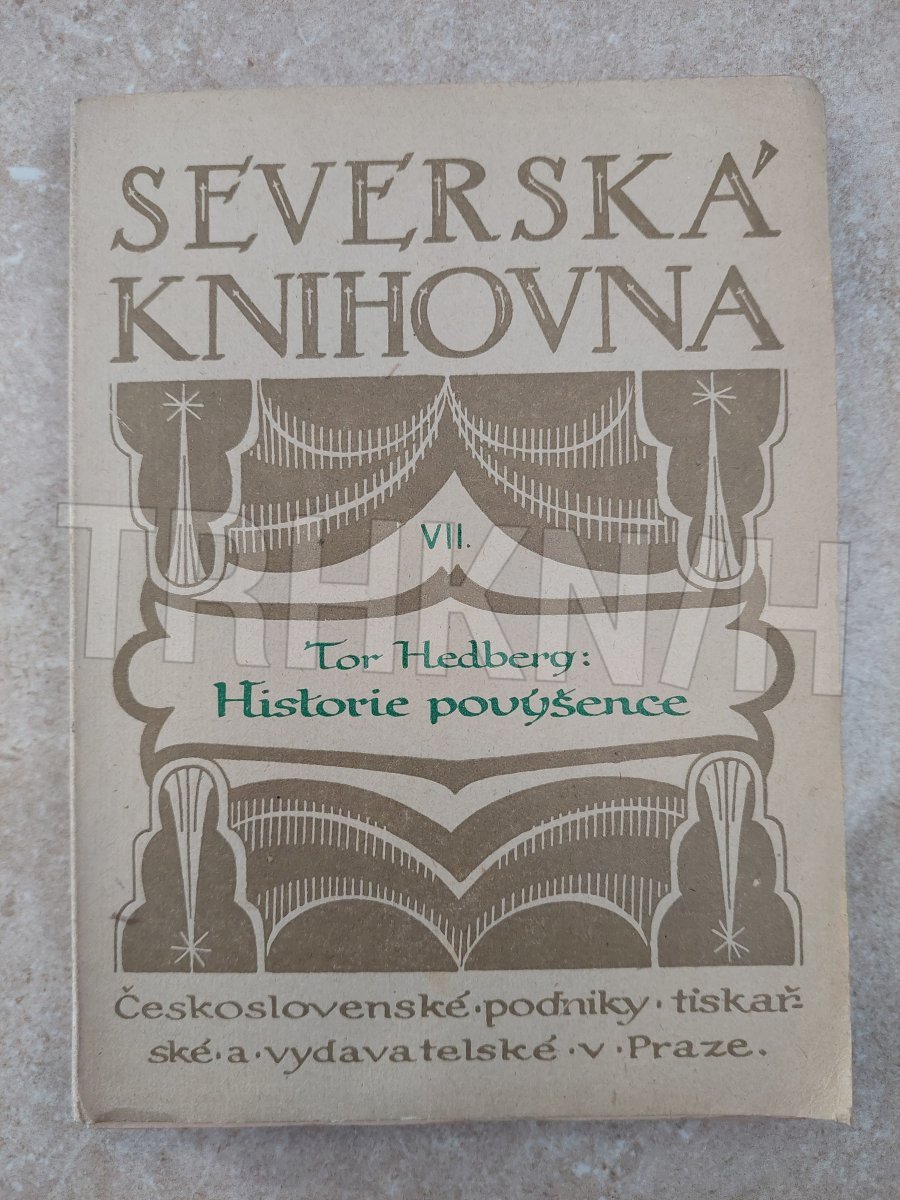 SEVERSKÁ
KNIHOVNA
VII.
Tor Hedberg:
Historie povýšence
Československé·podniky·tiskař-
ské·a·vydavatelské·v·Praze.
TRHKNIH